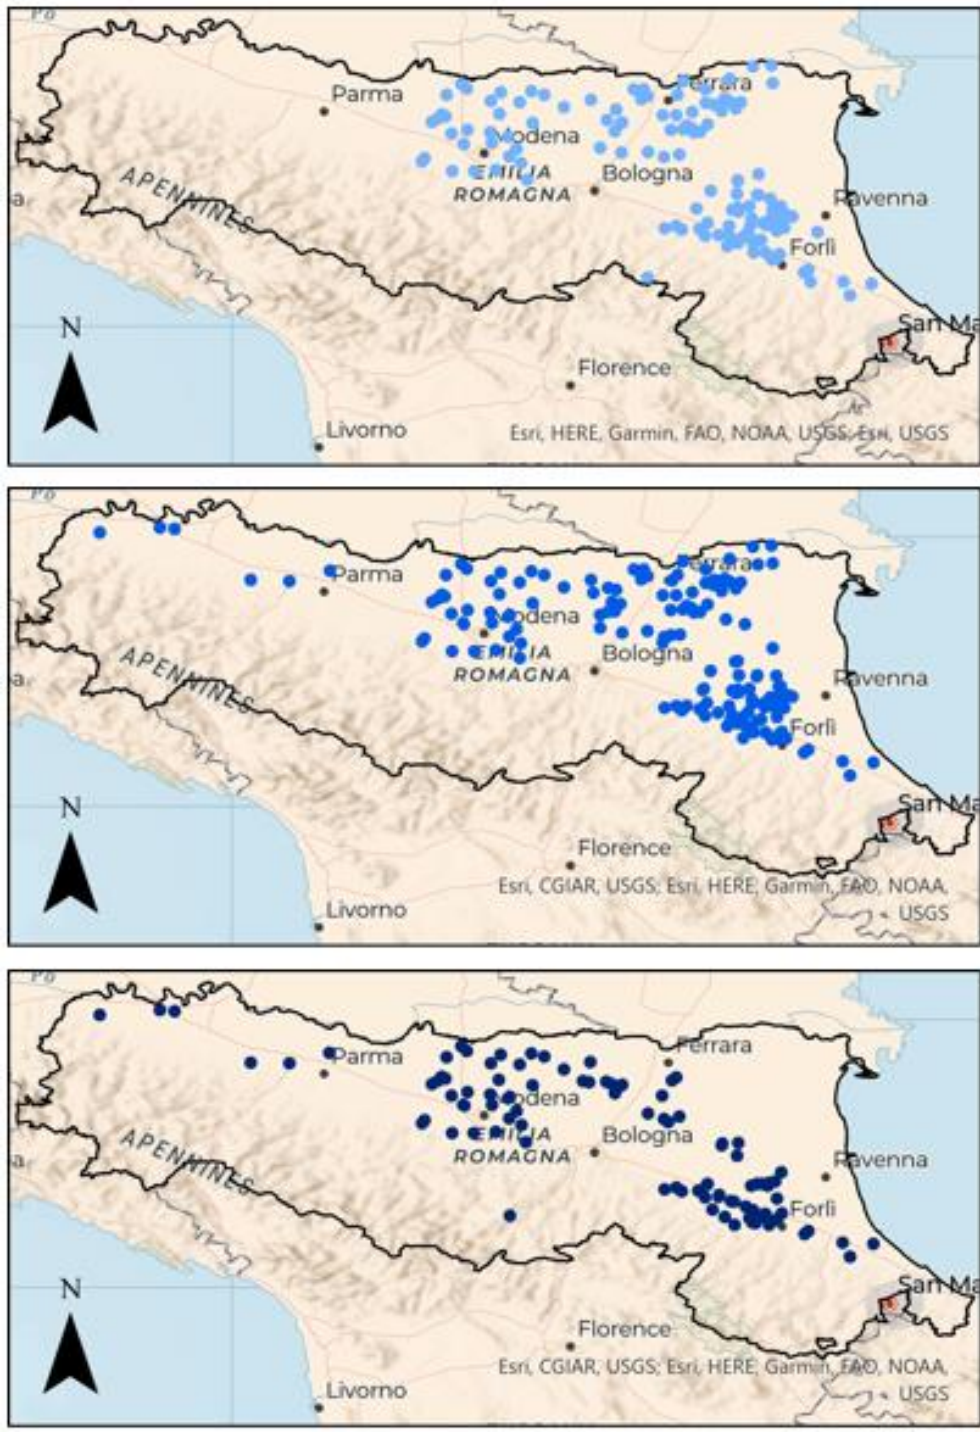 Po
Parma
Ferrara
Modena
APENNINES
EMILIA
ROMAGNA
Bologna
Ravenna
Forlì
N
San Ma
Florence
Livorno
Esri, HERE, Garmin, FAO, NOAA, USGS; Esri, USGS
Po
Parma
Ferrara
Modena
APENNINES
EMILIA
ROMAGNA
Bologna
Ravenna
Forlì
N
San Ma
Florence
Livorno
Esri, CGIAR, USGS; Esri, HERE, Garmin, FAO, NOAA,
USGS
Po
Parma
Ferrara
Modena
APENNINES
EMILIA
ROMAGNA
Bologna
Ravenna
Forlì
N
San Ma
Florence
Livorno
Esri, CGIAR, USGS; Esri, HERE, Garmin, FAO, NOAA,
USGS